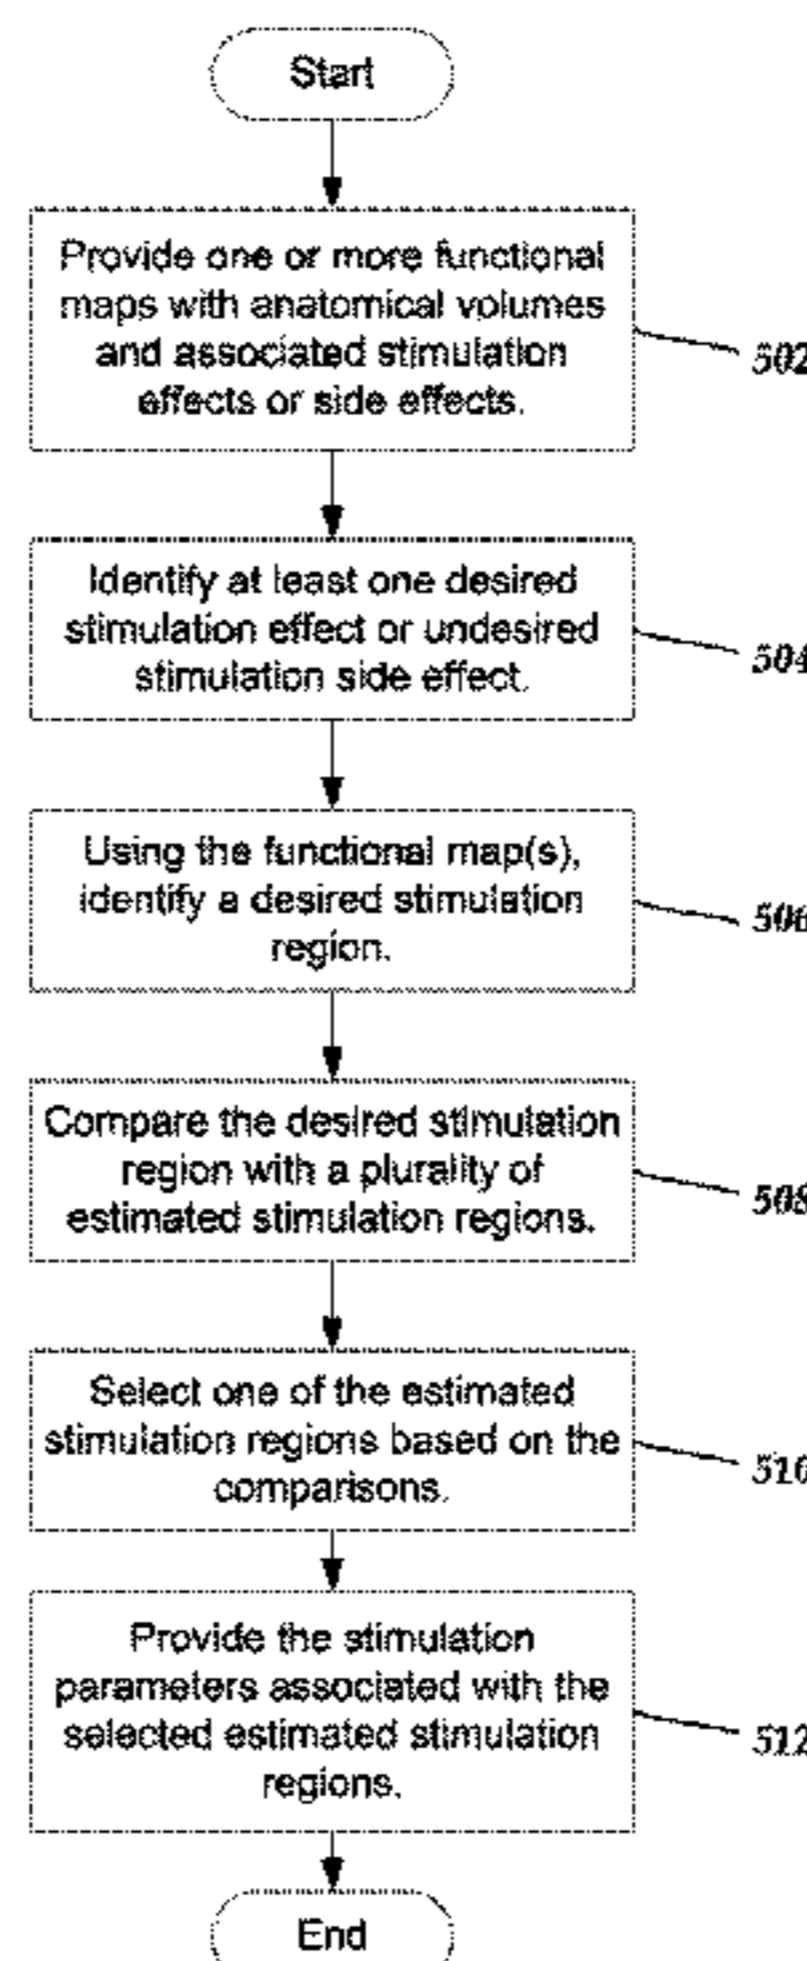 Start
Provide one or more functional
maps with anatomical volumes
and associated stimulation
effects or side effects.
502
Identify at least one desired
stimulation effect or undesired
stimulation side effect.
504
Using the functional map(s),
identify a desired stimulation
region.
506
Compare the desired stimulation
region with a plurality of
estimated stimulation regions.
508
Select one of the estimated
stimulation regions based on the
comparisons.
510
Provide the stimulation
parameters associated with the
selected estimated stimulation
regions.
512
End